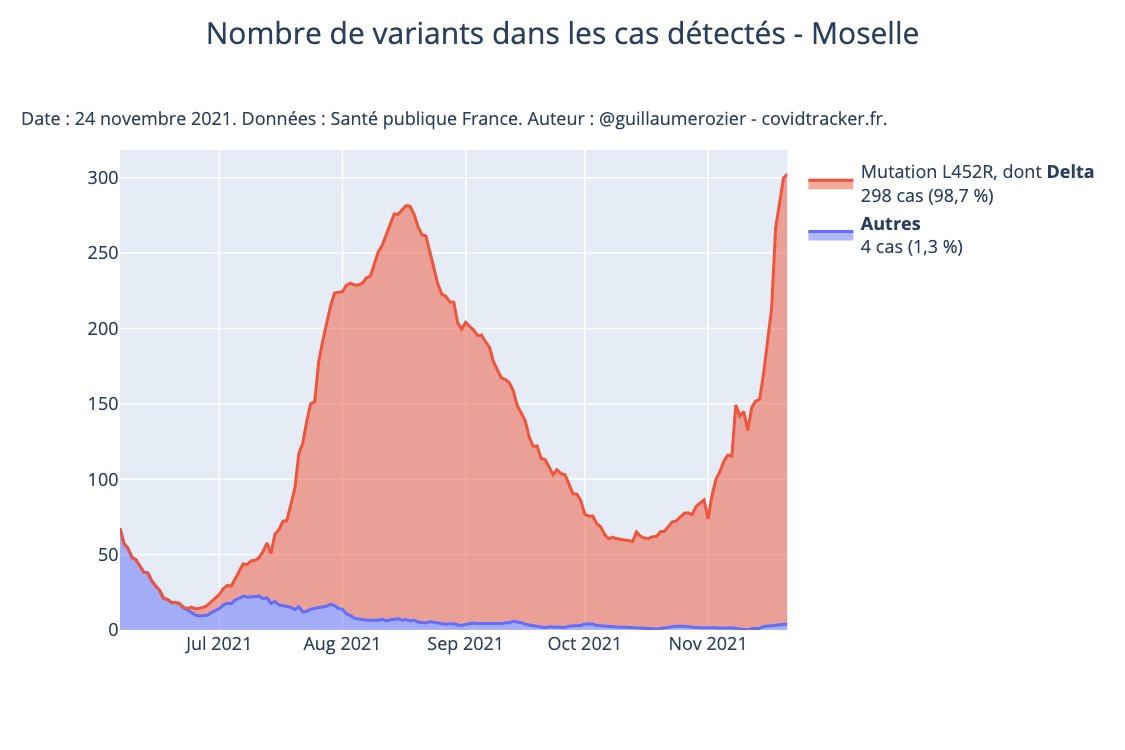 Nombre de variants dans les cas détectés - Moselle
Date : 24 novembre 2021. Données : Santé publique France. Auteur : @guillaumerozier - covidtracker.fr.
Mutation L452R, dont Delta
298 cas (98,7 %)
Autres
4 cas (1,3 %)
300
250
200
150
100
50
0
Jul 2021
Aug 2021
Sep 2021
Oct 2021
Nov 2021